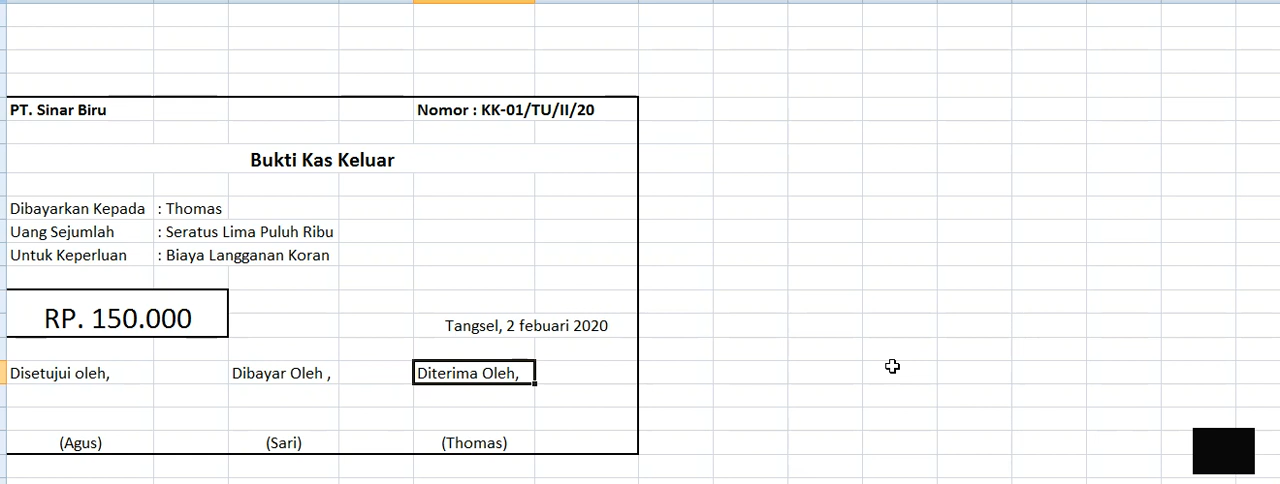 PT. Sinar Biru Nomor : KK-01/TU/II/20
Bukti Kas Keluar
Dibayarkan Kepada : Thomas
Uang Sejumlah : Seratus Lima Puluh Ribu
Untuk Keperluan : Biaya Langganan Koran
RP. 150.000
Tangsel, 2 febuari 2020
Disetujui oleh, Dibayar Oleh , Diterima Oleh,
(Agus) (Sari) (Thomas)